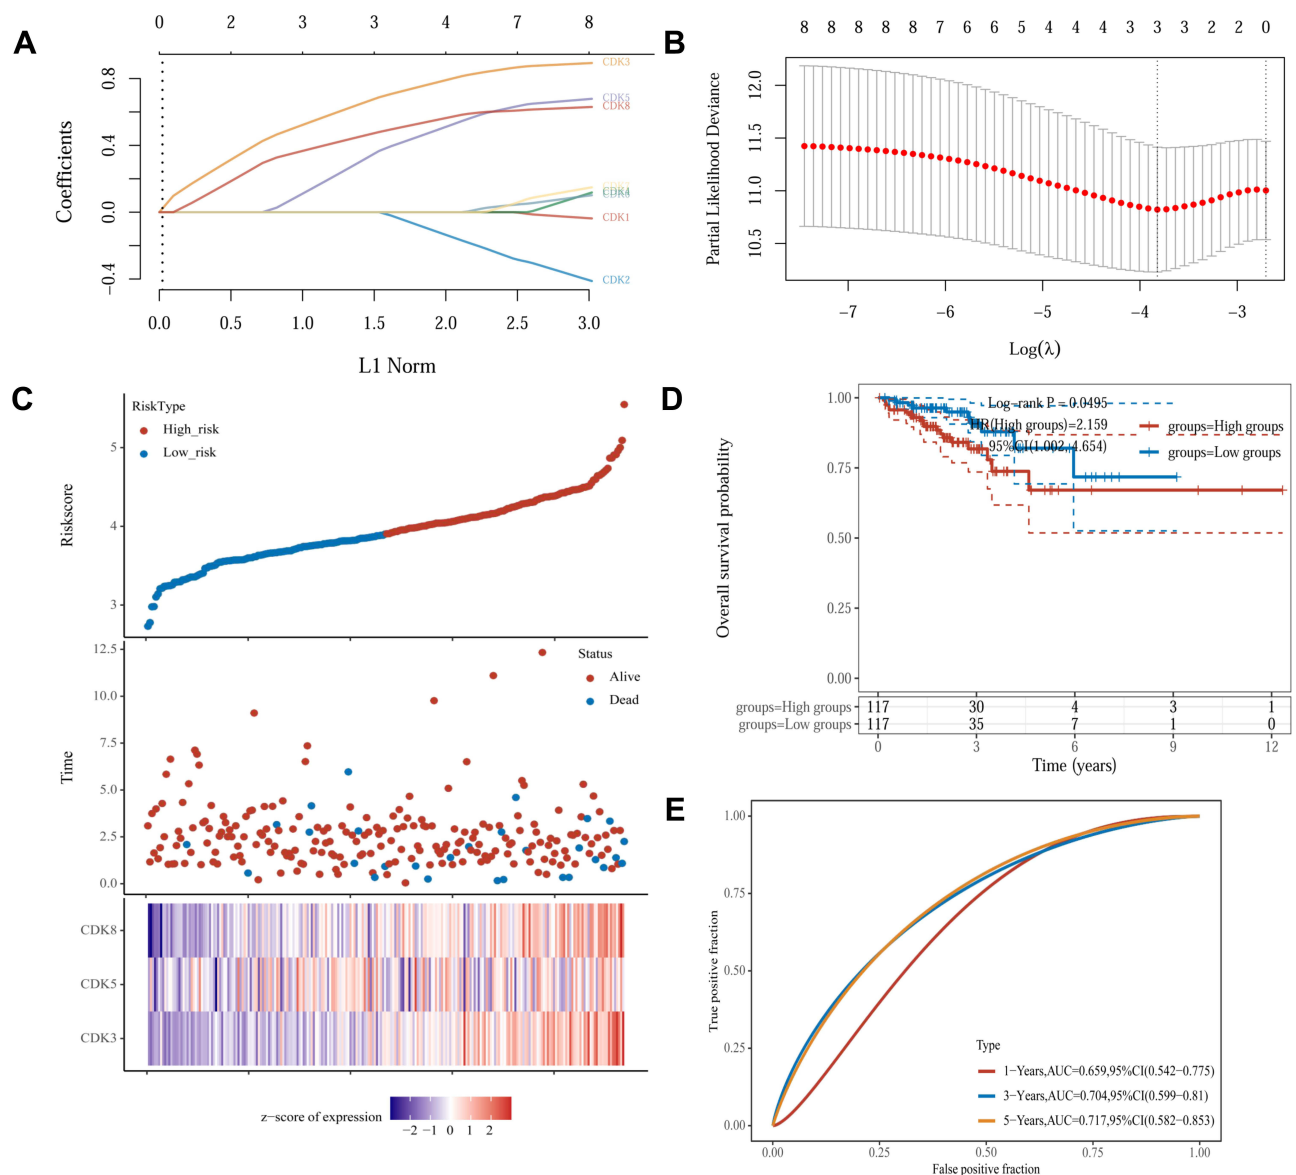 A
0 2 3 3 4 7 8
Coefficients
0.8
0.4
0.0
−0.4
CDK3
CDK5
CDK8
CDK4
CDK1
CDK2
0.0 0.5 1.0 1.5 2.0 2.5 3.0
L1 Norm
B
8 8 8 8 8 7 6 6 5 4 4 3 3 3 2 2 0
Partial Likelihood Deviance
12.0
11.5
11.0
10.5
−7 −6 −5 −4 −3
Log(λ)
C
RiskType
High_risk
Low_risk
Riskscore
5
4
3
Status
Alive
Dead
Time
12.5
10.0
7.5
5.0
2.5
0.0
CDK8
CDK5
CDK3
z−score of expression
−2 −1 0 1 2
D
Overall survival probability
1.00
0.75
0.50
0.25
0.00
Log−rank P = 0.0495
HR(High groups)=2.159
95%CI(1.002, 4.654)
groups=High groups
groups=Low groups
groups=High groups 117 30 4 3 1
groups=Low groups 117 35 7 1 0
0 3 6 9 12
Time (years)
E
True positive fraction
1.00
0.75
0.50
0.25
0.00
Type
1−Years,AUC=0.659,95%CI(0.542−0.775)
3−Years,AUC=0.704,95%CI(0.599−0.81)
5−Years,AUC=0.717,95%CI(0.582−0.853)
0.00 0.25 0.50 0.75 1.00
False positive fraction